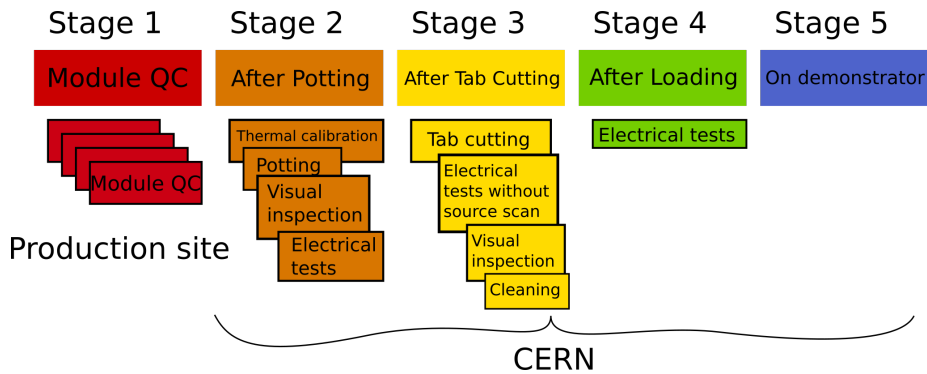 Stage 1
Stage 2
Stage 3
Stage 4
Stage 5
Module QC
After Potting
After Tab Cutting
After Loading
On demonstrator
Module QC
Thermal calibration
Potting
Visual
inspection
Electrical
tests
Tab cutting
Electrical
tests without
source scan
Visual
inspection
Cleaning
Electrical tests
Production site
CERN